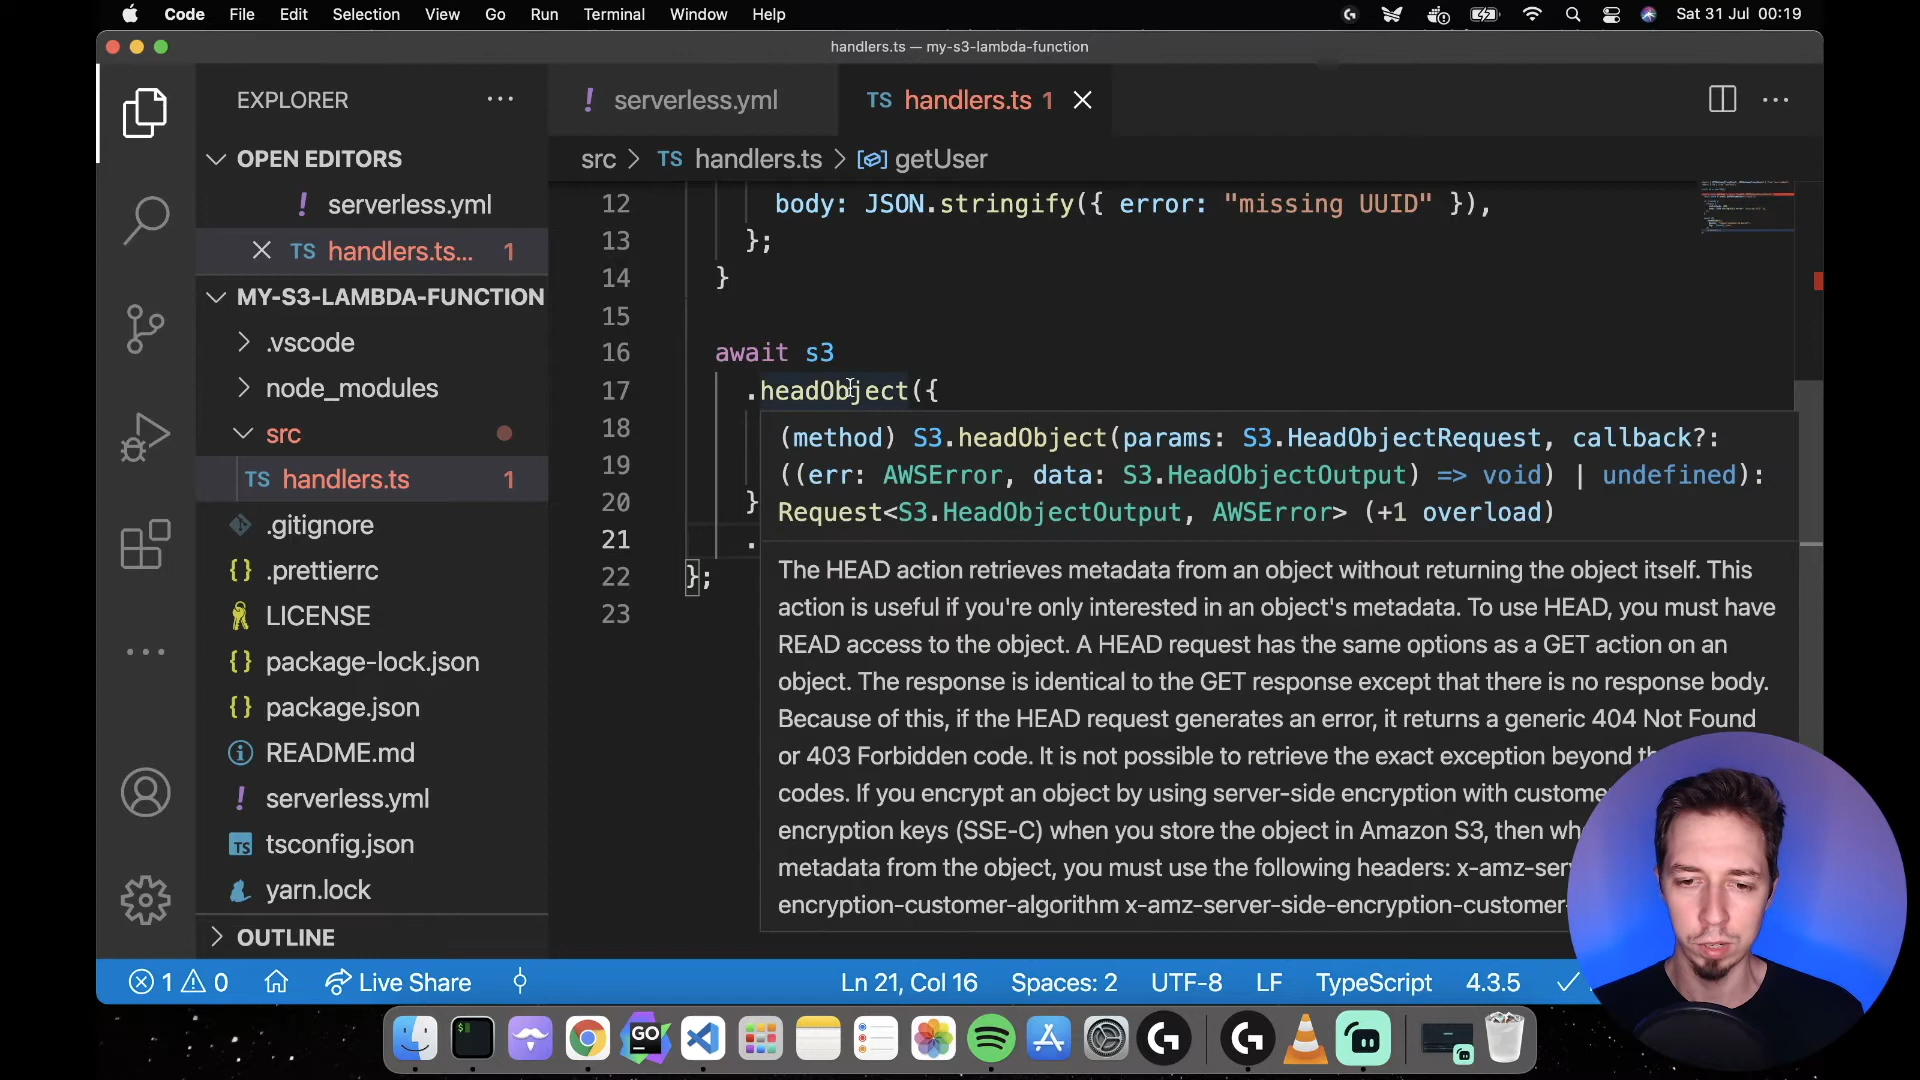 Code File Edit Selection View Go Run Terminal Window Help Sat 31 Jul 00:19
handlers.ts — my-s3-lambda-function
EXPLORER
OPEN EDITORS
! serverless.yml
TS handlers.ts... 1
MY-S3-LAMBDA-FUNCTION
.vscode
node_modules
src
TS handlers.ts 1
.gitignore
{} .prettierrc
LICENSE
{} package-lock.json
{} package.json
README.md
! serverless.yml
TS tsconfig.json
yarn.lock
OUTLINE
! serverless.yml TS handlers.ts 1
src > TS handlers.ts > getUser
12 body: JSON.stringify({ error: "missing UUID" }),
13 };
14 }
15
16 await s3
17 .headObject({
18
19
20 }
21 .
22 };
23
(method) S3.headObject(params: S3.HeadObjectRequest, callback?:
((err: AWSError, data: S3.HeadObjectOutput) => void) | undefined):
Request<S3.HeadObjectOutput, AWSError> (+1 overload)
The HEAD action retrieves metadata from an object without returning the object itself. This
action is useful if you're only interested in an object's metadata. To use HEAD, you must have
READ access to the object. A HEAD request has the same options as a GET action on an
object. The response is identical to the GET response except that there is no response body.
Because of this, if the HEAD request generates an error, it returns a generic 404 Not Found
or 403 Forbidden code. It is not possible to retrieve the exact exception beyond
codes. If you encrypt an object by using server-side encryption with
encryption keys (SSE-C) when you store the object in Amazon S3, then
metadata from the object, you must use the following headers:
encryption-customer-algorithm x-amz-server-side-encryption-customer-
1 0 Live Share Ln 21, Col 16 Spaces: 2 UTF-8 LF TypeScript 4.3.5
GO